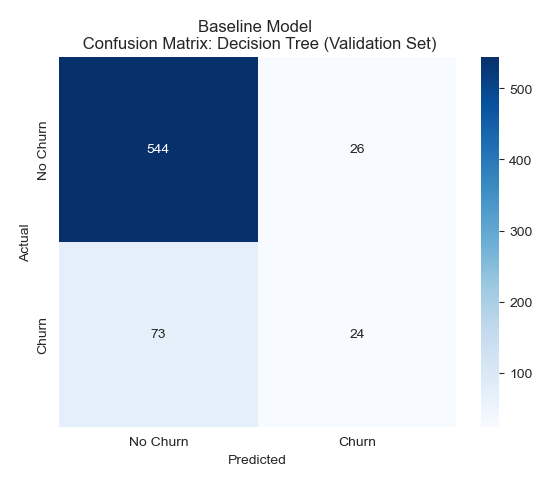 Baseline Model
Confusion Matrix: Decision Tree (Validation Set)
No Churn
544
26
Actual
Churn
73
24
No Churn
Churn
Predicted
500
400
300
200
100